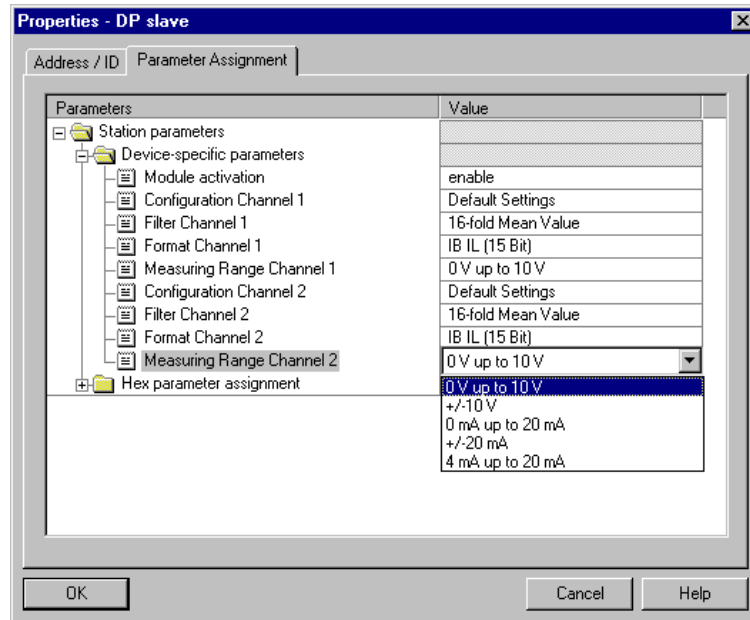 Properties - DP slave
Address / ID Parameter Assignment
Parameters Value
Station parameters
Device-specific parameters
Module activation enable
Configuration Channel 1 Default Settings
Filter Channel 1 16-fold Mean Value
Format Channel 1 IB IL (15 Bit)
Measuring Range Channel 1 0 V up to 10 V
Configuration Channel 2 Default Settings
Filter Channel 2 16-fold Mean Value
Format Channel 2 IB IL (15 Bit)
Measuring Range Channel 2 0 V up to 10 V
Hex parameter assignment 0 V up to 10 V
+/-10 V
0 mA up to 20 mA
+/-20 mA
4 mA up to 20 mA
OK Cancel Help